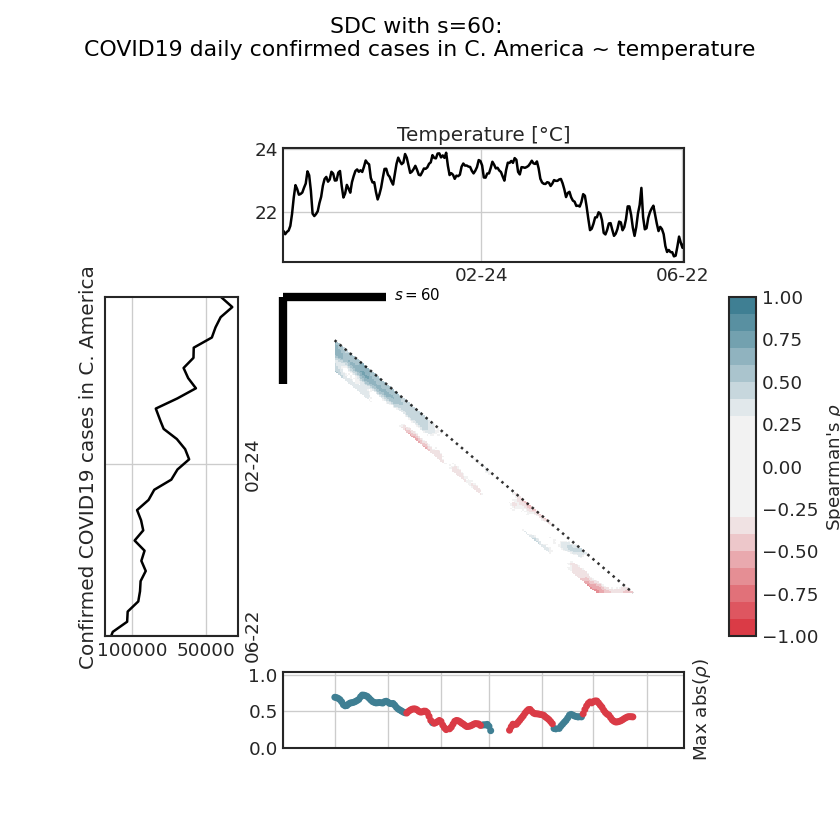 SDC with s=60:
COVID19 daily confirmed cases in C. America ~ temperature
Temperature [°C]
24
22
02-24
06-22
s = 60
Confirmed COVID19 cases in C. America
02-24
06-22
100000
50000
1.00
0.75
0.50
0.25
0.00
−0.25
−0.50
−0.75
−1.00
Spearman's ρ
1.0
0.5
0.0
Max abs(ρ)